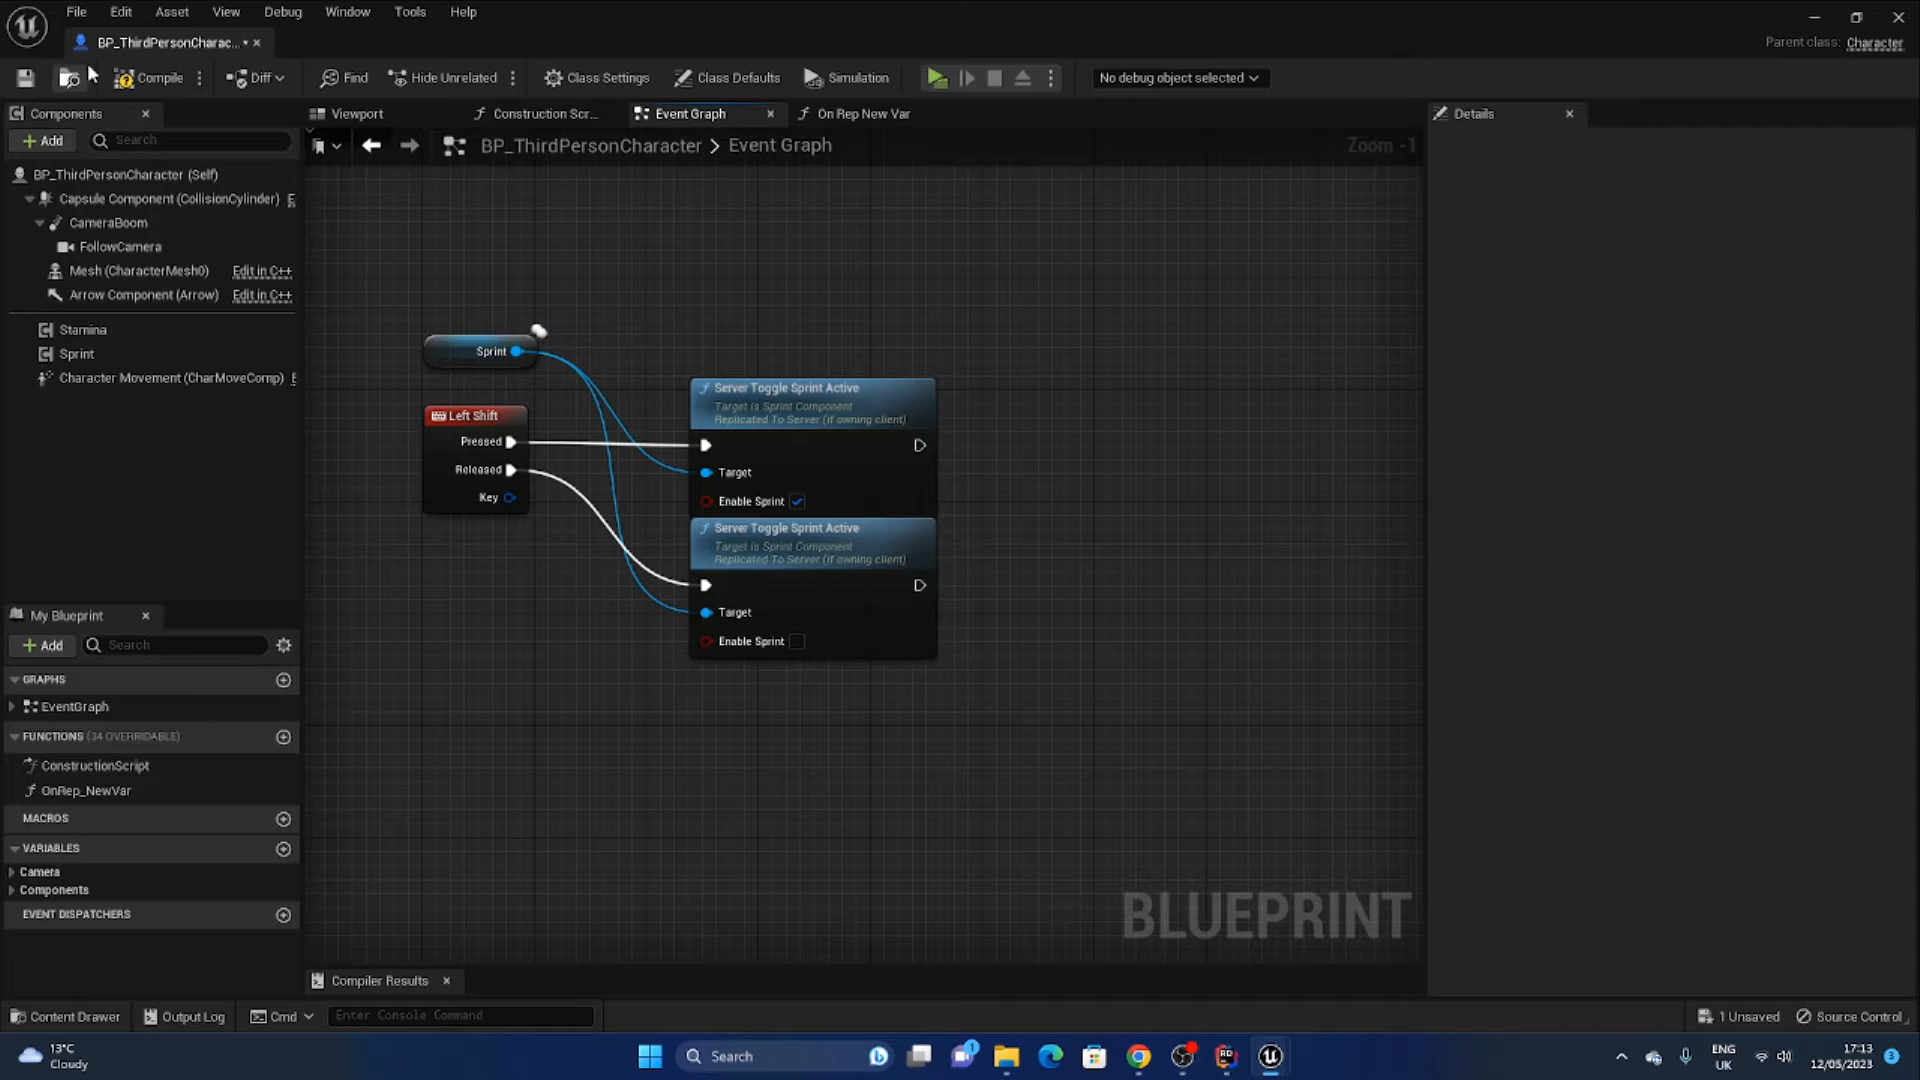 File Edit Asset View Debug Window Tools Help
BP_ThirdPersonCharac... •
Parent class: Character
Compile Diff Find Hide Unrelated Class Settings Class Defaults Simulation No debug object selected
Components Viewport Construction Scr... Event Graph On Rep New Var Details
Add Search
BP_ThirdPersonCharacter > Event Graph Zoom -1
BP_ThirdPersonCharacter (Self)
Capsule Component (CollisionCylinder)
CameraBoom
FollowCamera
Mesh (CharacterMesh0) Edit in C++
Arrow Component (Arrow) Edit in C++
Stamina
Sprint
Character Movement (CharMoveComp)
Sprint
Left Shift
Pressed
Released
Key
Server Toggle Sprint Active
Target is Sprint Component
Replicated To Server (if owning client)
Target
Enable Sprint
Server Toggle Sprint Active
Target is Sprint Component
Replicated To Server (if owning client)
Target
Enable Sprint
My Blueprint
Add Search
GRAPHS
EventGraph
FUNCTIONS (34 OVERRIDABLE)
ConstructionScript
OnRep_NewVar
MACROS
VARIABLES
Camera
Components
EVENT DISPATCHERS
BLUEPRINT
Compiler Results
Content Drawer Output Log Cmd Enter Console Command 1 Unsaved Source Control
13°C
Cloudy
Search
1
RD
ENG
UK
17:13
12/05/2023
3